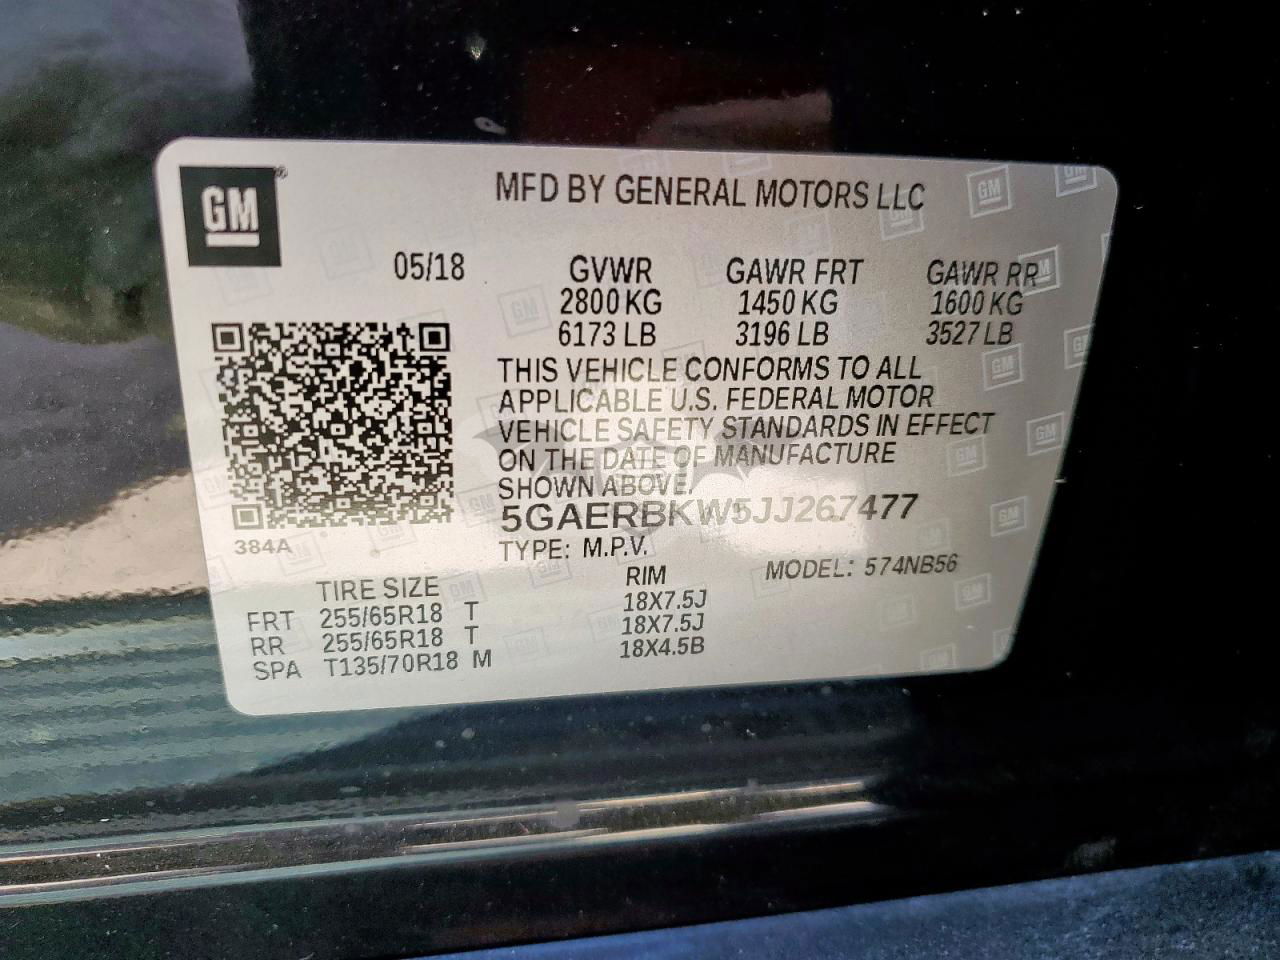 GM
MFD BY GENERAL MOTORS LLC
05/18 GVWR GAWR FRT GAWR RR
2800 KG 1450 KG 1600 KG
6173 LB 3196 LB 3527 LB
THIS VEHICLE CONFORMS TO ALL
APPLICABLE U.S. FEDERAL MOTOR
VEHICLE SAFETY STANDARDS IN EFFECT
ON THE DATE OF MANUFACTURE
SHOWN ABOVE.
5GAERBKW5JJ267477
384A
TYPE: M.P.V. MODEL: 574NB56
TIRE SIZE RIM
FRT 255/65R18 T 18X7.5J
RR 255/65R18 T 18X7.5J
SPA T135/70R18 M 18X4.5B